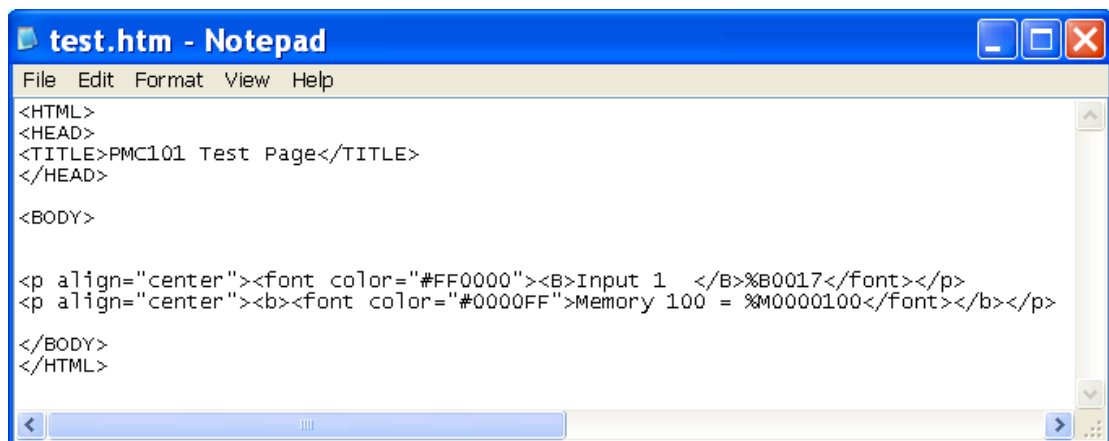 test.htm - Notepad
File Edit Format View Help
<HTML>
<HEAD>
<TITLE>PMC101 Test Page</TITLE>
</HEAD>
<BODY>
<p align="center"><font color="#FF0000"><B>Input 1  </B>%B0017</font></p>
<p align="center"><b><font color="#0000FF">Memory 100 = %M0000100</font></b></p>
</BODY>
</HTML>